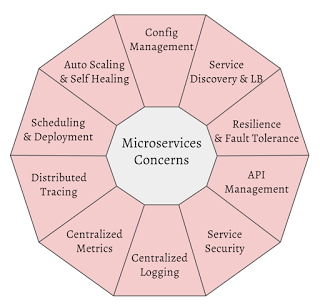 Config
Management
Service
Discovery & LB
Resilience
& Fault Tolerance
API
Management
Service
Security
Centralized
Logging
Centralized
Metrics
Distributed
Tracing
Scheduling
& Deployment
Auto Scaling
& Self Healing
Microservices
Concerns